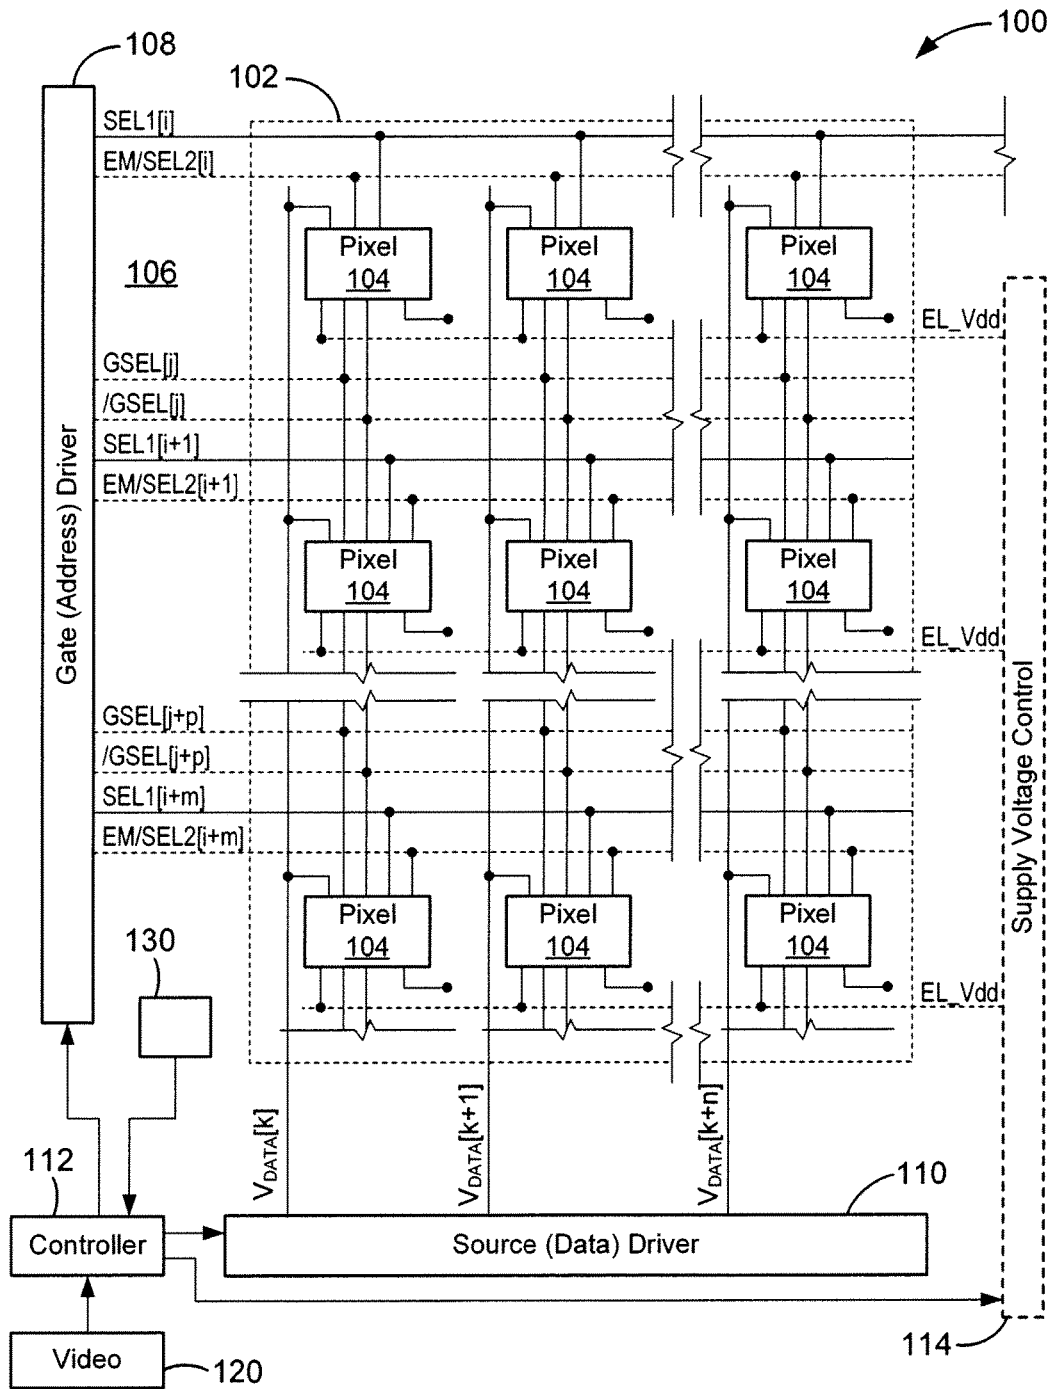 100
108
102
SEL1[i]
EM/SEL2[i]
Pixel
104
Pixel
104
Pixel
104
106
EL_Vdd
GSEL[j]
/GSEL[j]
SEL1[i+1]
EM/SEL2[i+1]
Pixel
104
Pixel
104
Pixel
104
EL_Vdd
Gate (Address) Driver
GSEL[j+p]
/GSEL[j+p]
SEL1[i+m]
EM/SEL2[i+m]
Supply Voltage Control
Pixel
104
Pixel
104
Pixel
104
130
EL_Vdd
VDATA[k]
VDATA[k+1]
VDATA[k+n]
112
110
Controller
Source (Data) Driver
114
Video
120